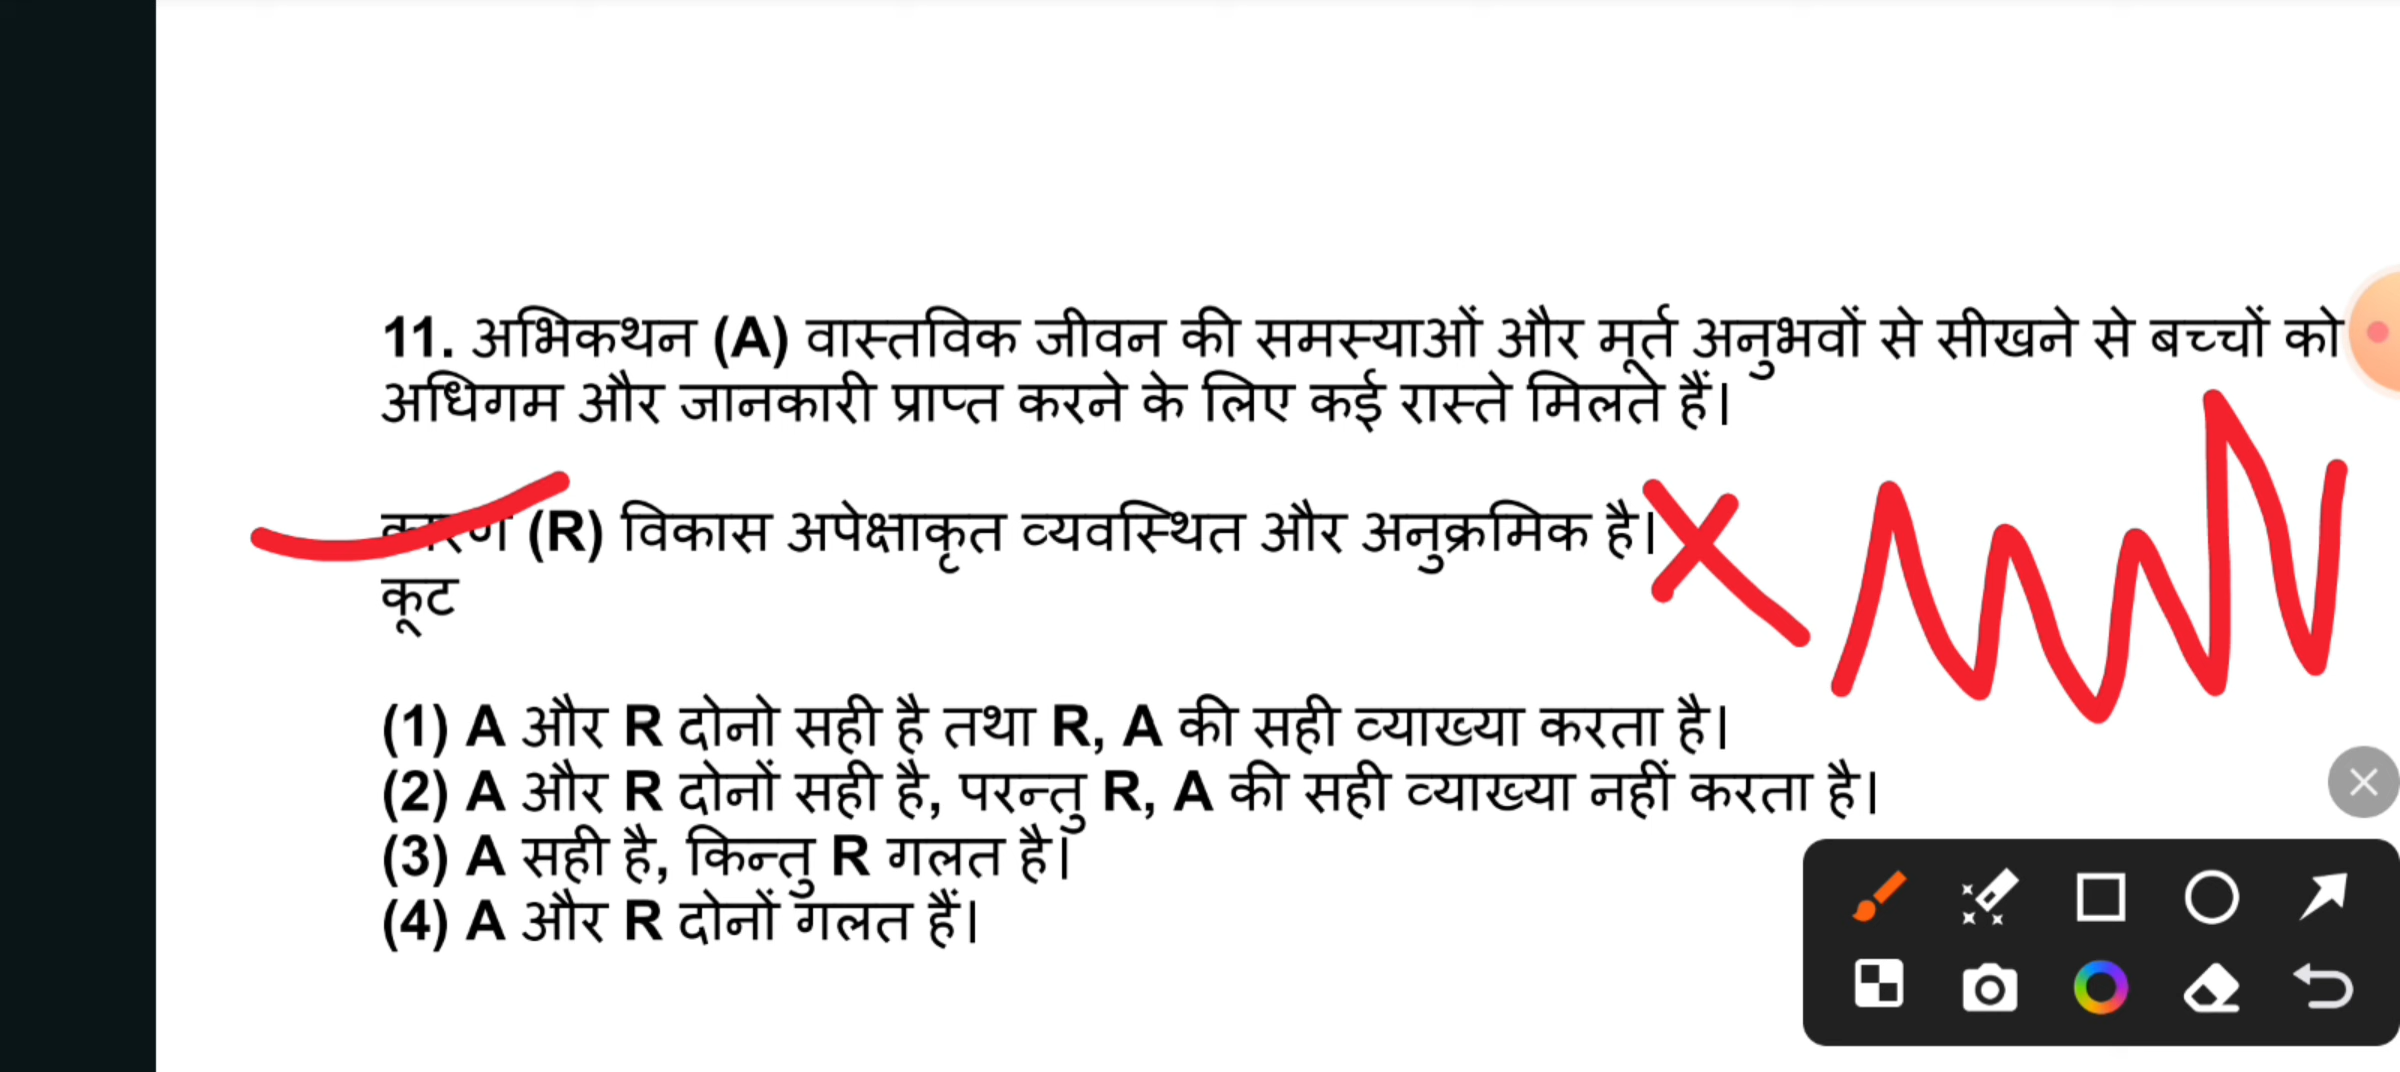 11. अभिकथन (A) वास्तविक जीवन की समस्याओं और मूर्त अनुभवों से सीखने से बच्चों को
अधिगम और जानकारी प्राप्त करने के लिए कई रास्ते मिलते हैं।
कारण (R) विकास अपेक्षाकृत व्यवस्थित और अनुक्रमिक है।
कूट
(1) A और R दोनो सही है तथा R, A की सही व्याख्या करता है।
(2) A और R दोनों सही है, परन्तु R, A की सही व्याख्या नहीं करता है।
(3) A सही है, किन्तु R गलत है।
(4) A और R दोनों गलत हैं।